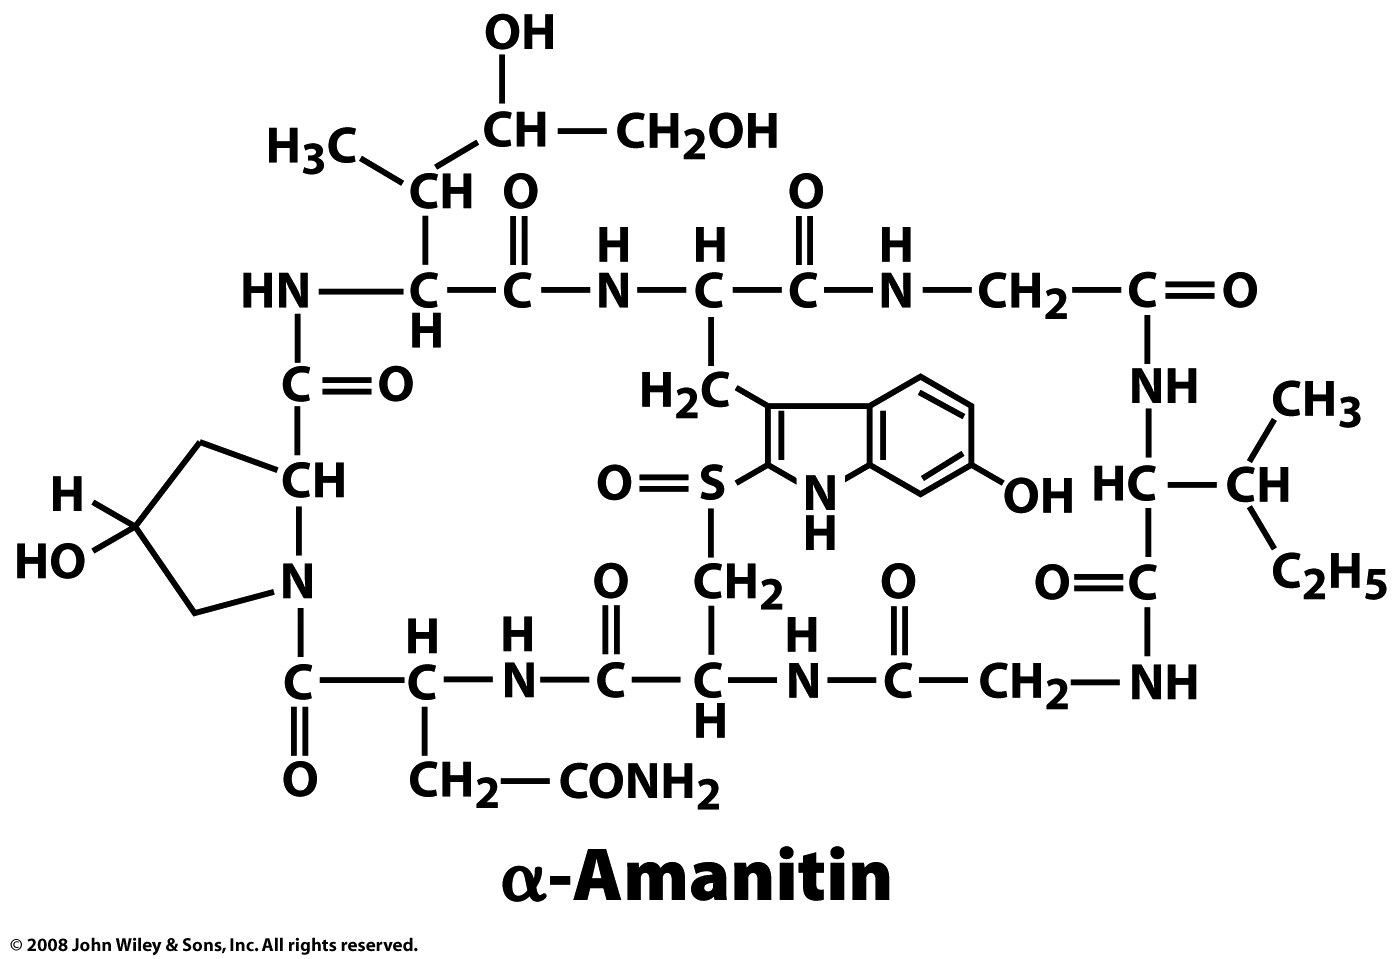 OH
H₃C CH — CH₂OH
CH O O
H H H
HN C C N C C N CH₂ C=O
H
C=O H₂C NH CH₃
CH O=S N OH HC CH
H H
HO
N O CH₂ O O=C C₂H₅
H H H
C C N C C N C CH₂ NH
H
O CH₂ — CONH₂
α-Amanitin
© 2008 John Wiley & Sons, Inc. All rights reserved.